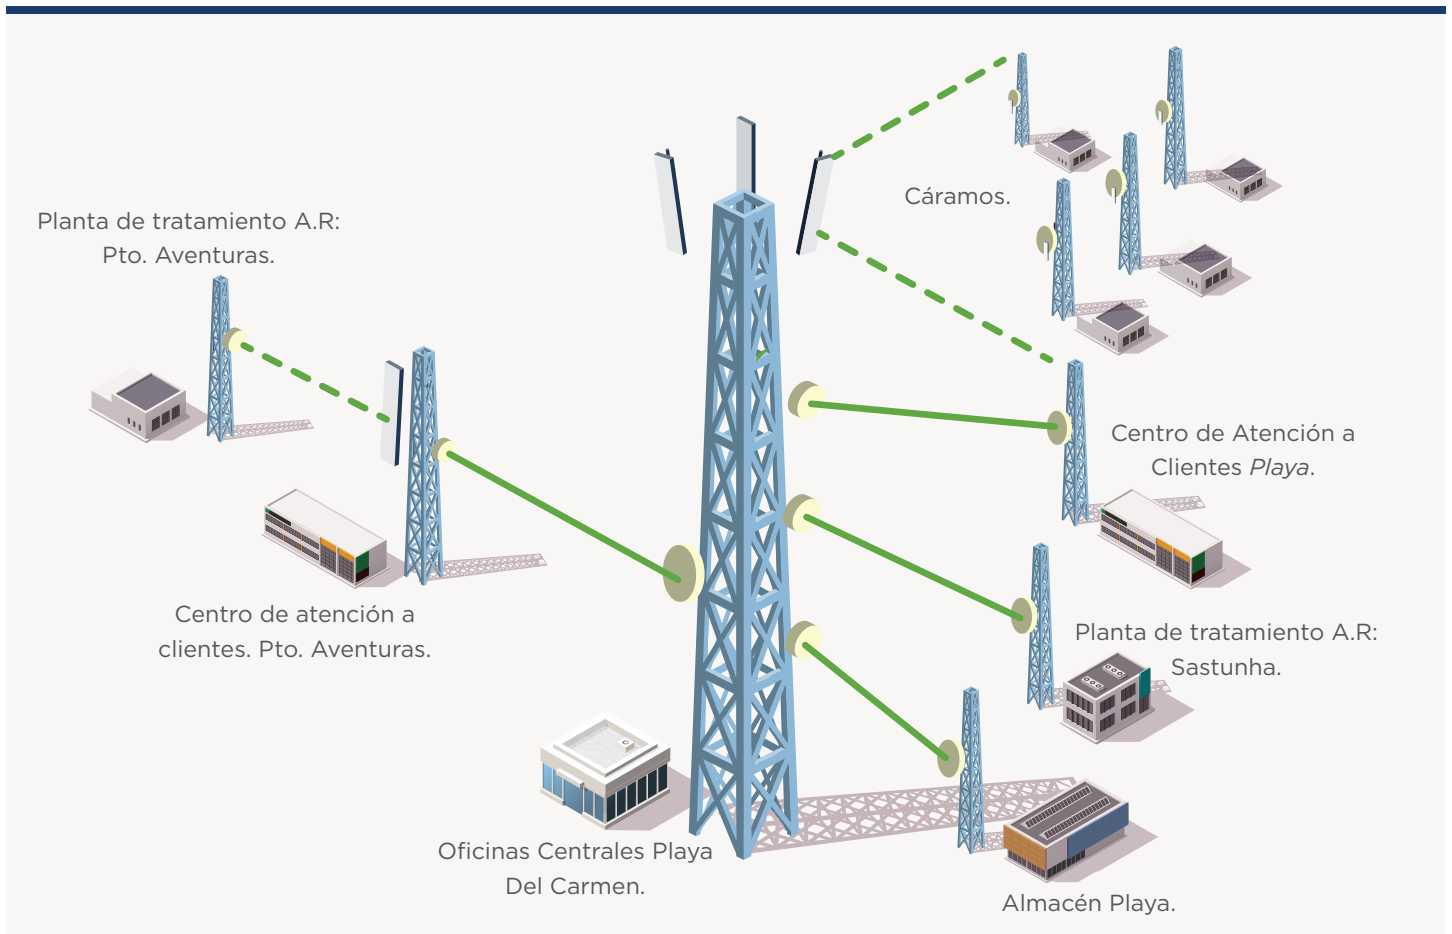 Cáramos.
Planta de tratamiento A.R:
Pto. Aventuras.
Centro de Atención a
Clientes Playa.
Centro de atención a
clientes. Pto. Aventuras.
Planta de tratamiento A.R:
Sastunha.
Oficinas Centrales Playa
Del Carmen.
Almacén Playa.